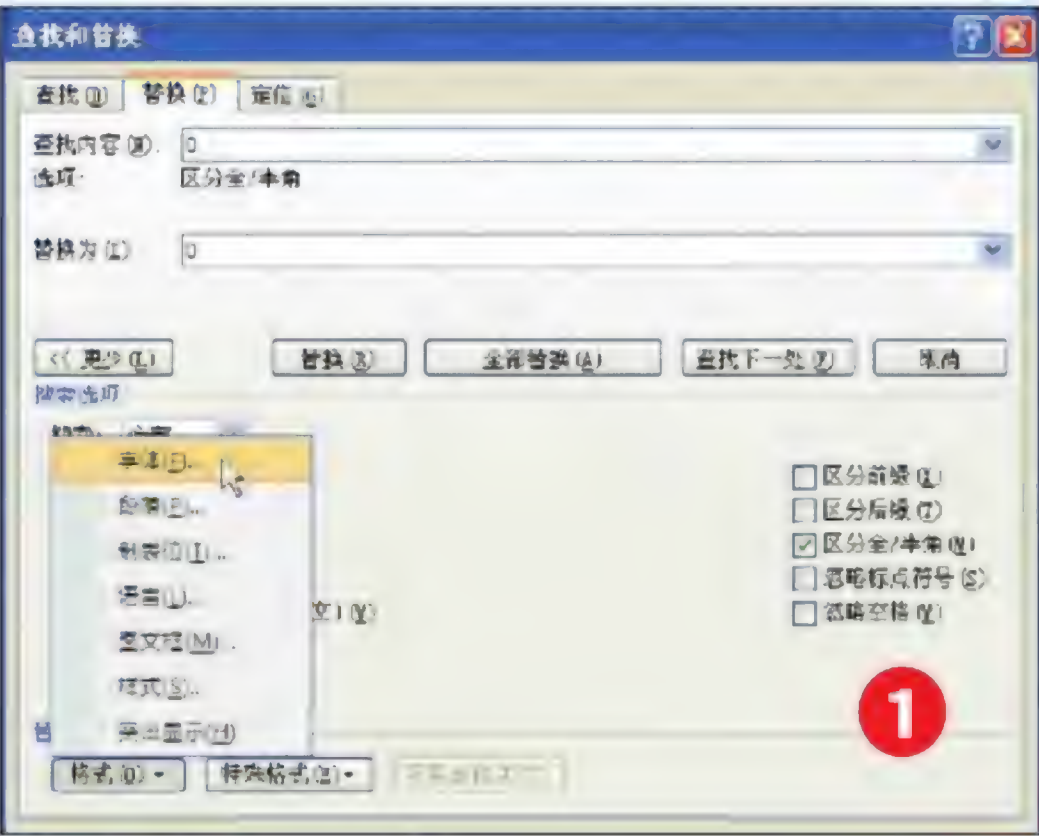 查找和替换
查找(D) 替换(P) 定位(G)
查找内容(N): 0
选项: 区分全/半角
替换为(I) 0
<< 更少(L) 替换(R) 全部替换(A) 查找下一处(F) 取消
搜索选项
字体(F)...
段落(P)...
制表位(T)...
语言(L)...
图文框(M)...
样式(S)...
突出显示(H)
区分前缀(X)
区分后缀(T)
区分全/半角(M)
忽略标点符号(S)
忽略空格(W)
1
格式(O) 特殊格式(E)